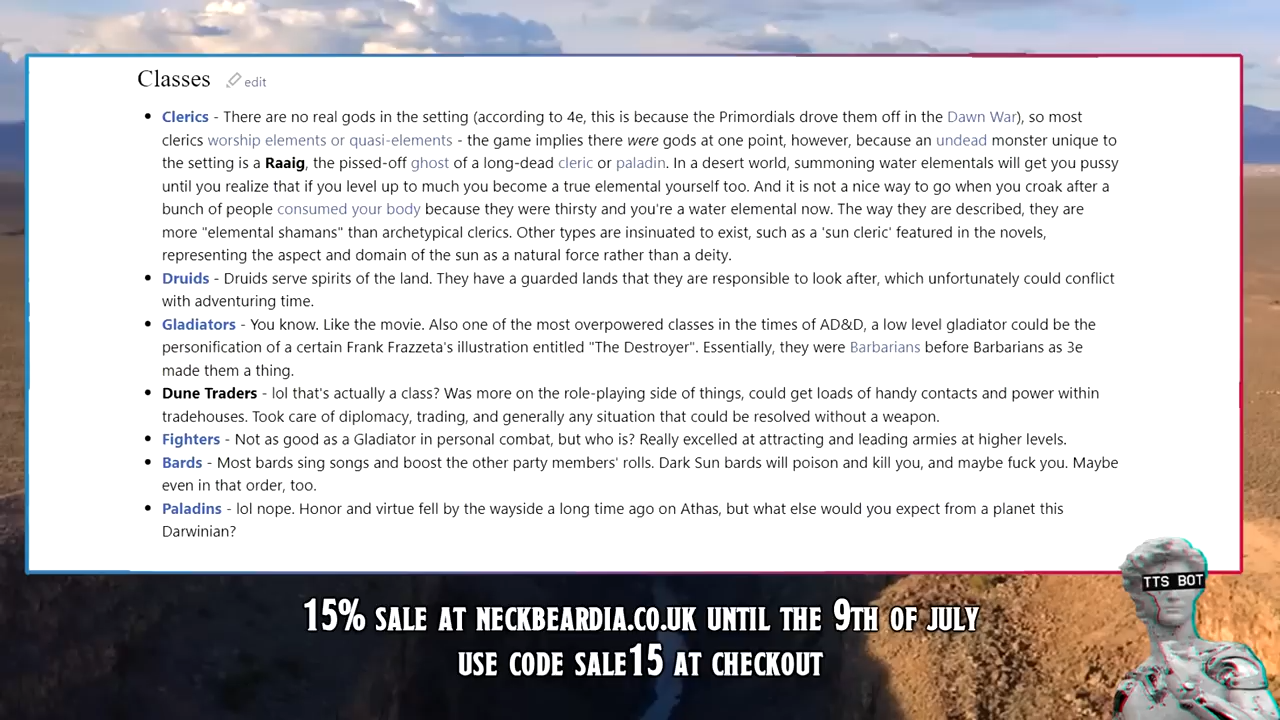 Classes edit
• Clerics - There are no real gods in the setting (according to 4e, this is because the Primordials drove them off in the Dawn War), so most
clerics worship elements or quasi-elements - the game implies there were gods at one point, however, because an undead monster unique to
the setting is a Raaig, the pissed-off ghost of a long-dead cleric or paladin. In a desert world, summoning water elementals will get you pussy
until you realize that if you level up to much you become a true elemental yourself too. And it is not a nice way to go when you croak after a
bunch of people consumed your body because they were thirsty and you're a water elemental now. The way they are described, they are
more "elemental shamans" than archetypical clerics. Other types are insinuated to exist, such as a 'sun cleric' featured in the novels,
representing the aspect and domain of the sun as a natural force rather than a deity.
• Druids - Druids serve spirits of the land. They have a guarded lands that they are responsible to look after, which unfortunately could conflict
with adventuring time.
• Gladiators - You know. Like the movie. Also one of the most overpowered classes in the times of AD&D, a low level gladiator could be the
personification of a certain Frank Frazzeta's illustration entitled "The Destroyer". Essentially, they were Barbarians before Barbarians as 3e
made them a thing.
• Dune Traders - lol that's actually a class? Was more on the role-playing side of things, could get loads of handy contacts and power within
tradehouses. Took care of diplomacy, trading, and generally any situation that could be resolved without a weapon.
• Fighters - Not as good as a Gladiator in personal combat, but who is? Really excelled at attracting and leading armies at higher levels.
• Bards - Most bards sing songs and boost the other party members' rolls. Dark Sun bards will poison and kill you, and maybe fuck you. Maybe
even in that order, too.
• Paladins - lol nope. Honor and virtue fell by the wayside a long time ago on Athas, but what else would you expect from a planet this
Darwinian?
TTS BOT
15% SALE AT NECKBEARDIA.CO.UK UNTIL THE 9TH OF JULY
USE CODE SALE15 AT CHECKOUT